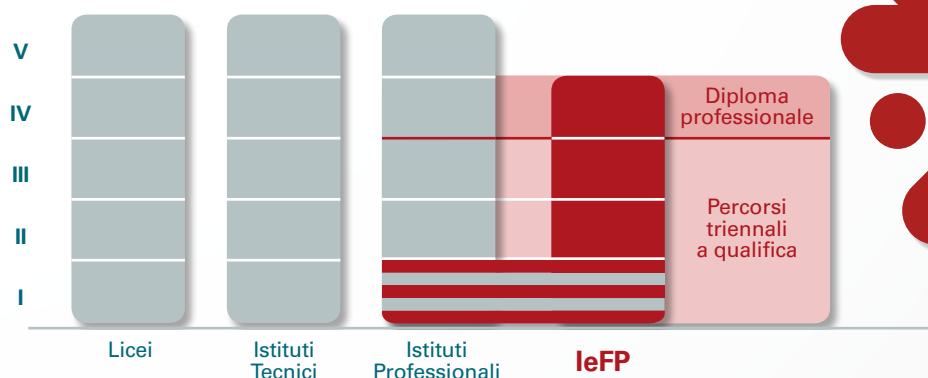 V
IV
III
II
I
Diploma
professionale
Percorsi
triennali
a qualifica
Licei
Istituti
Tecnici
Istituti
Professionali
IeFP